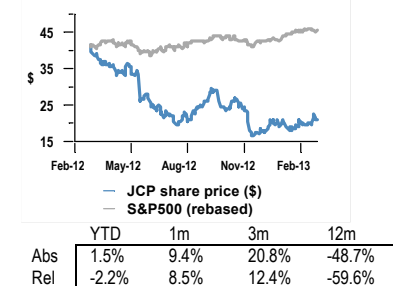 45
35
$
25
15
Feb-12 May-12 Aug-12 Nov-12 Feb-13
JCP share price ($)
S&P500 (rebased)
YTD 1m 3m 12m
Abs 1.5% 9.4% 20.8% -48.7%
Rel -2.2% 8.5% 12.4% -59.6%